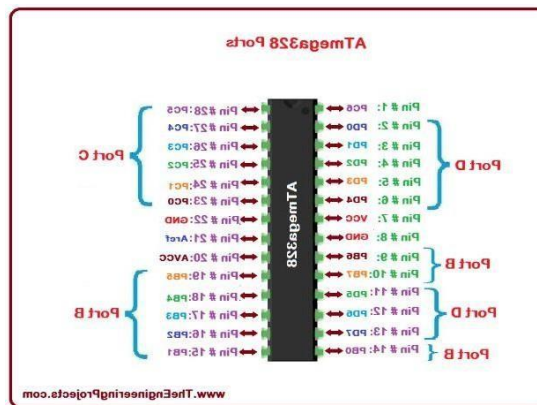 ATmega328 Ports
Pin # 1: PC6
Pin # 2: PD0
Pin # 3: PD1
Pin # 4: PD2
Pin # 5: PD3
Pin # 6: PD4
Pin # 7: VCC
Pin # 8: GND
Pin # 9: PB6
Pin # 10: PB7
Pin # 11: PD5
Pin # 12: PD6
Pin # 13: PD7
Pin # 14: PB0
Port D
Port B
Port D
Port B
ATmega328
Pin # 28:PC5
Pin # 27: PC4
Pin # 26: PC3
Pin # 25: PC2
Pin # 24: PC1
Pin # 23: PC0
Pin # 22: GND
Pin # 21: Aref
Pin # 20: AVCC
Pin # 19: PB5
Pin # 18: PB4
Pin # 17: PB3
Pin # 16: PB2
Pin # 15: PB1
Port C
Port B
www.TheEngineeringProjects.com